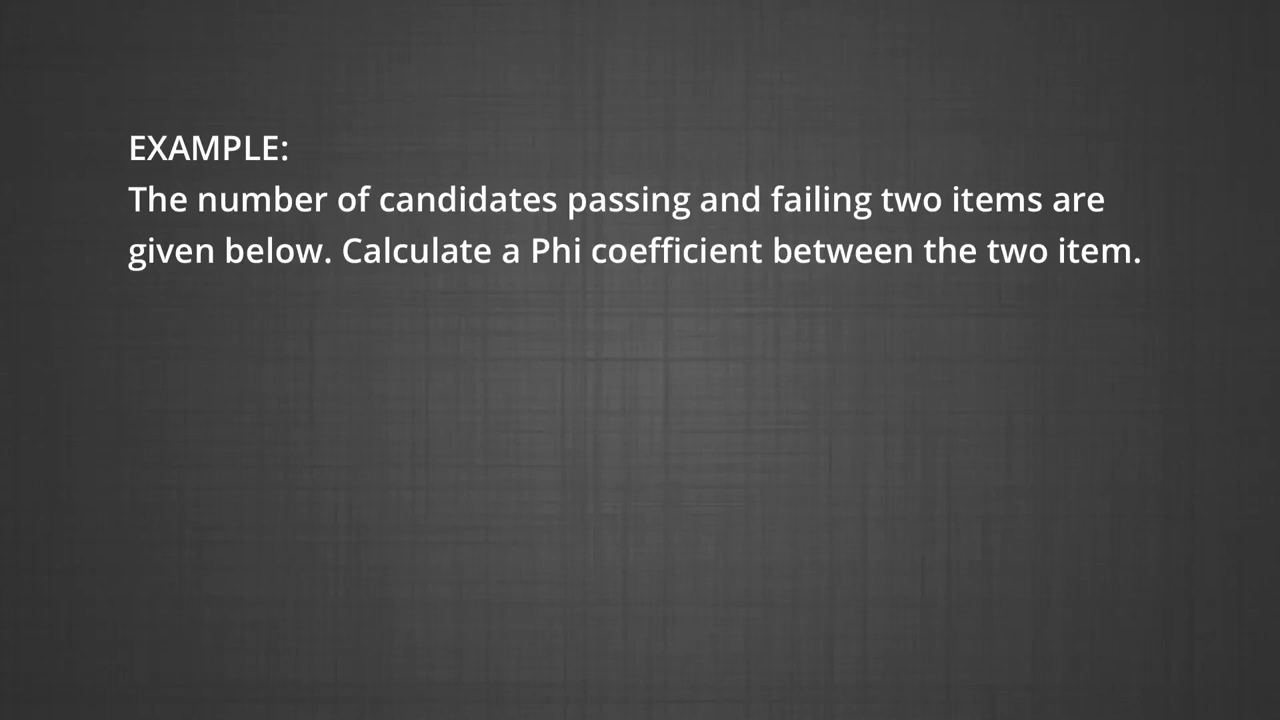 EXAMPLE:
The number of candidates passing and failing two items are
given below. Calculate a Phi coefficient between the two item.